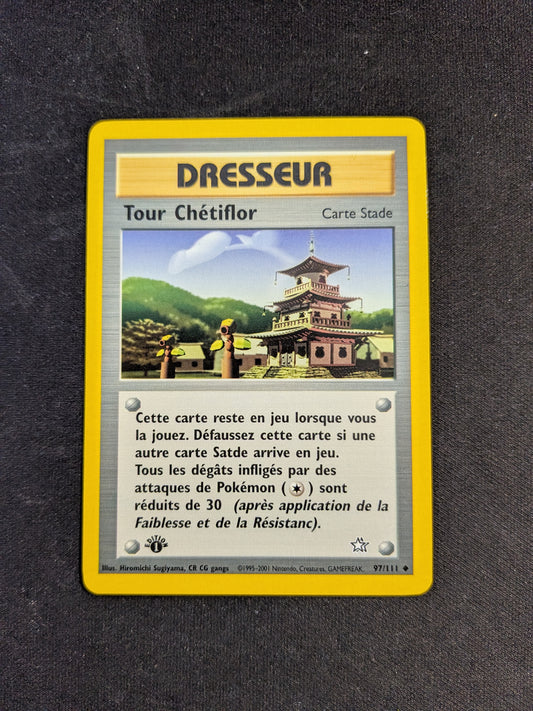 DRESSEUR
Tour Chétiflor Carte Stade
Cette carte reste en jeu lorsque vous
la jouez. Défaussez cette carte si une
autre carte Satde arrive en jeu.
Tous les dégâts infligés par des
attaques de Pokémon ( ) sont
réduits de 30 (après application de la
Faiblesse et de la Résistanc).
EDITION 1
Illus. Hiromichi Sugiyama, CR CG gangs ©1995-2001 Nintendo, Creatures, GAMEFREAK. 97/111